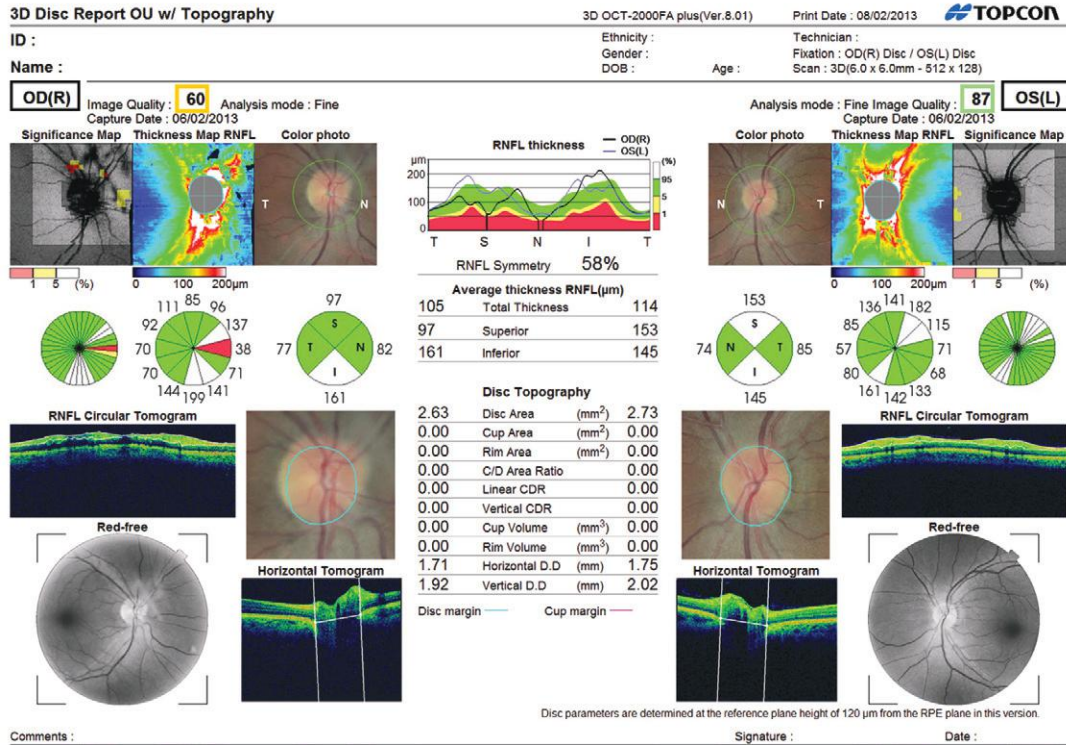 3D Disc Report OU w/ Topography 3D OCT-2000FA plus(Ver.8.01) Print Date : 08/02/2013 TOPCON
ID : Ethnicity : Technician :
Gender : Fixation : OD(R) Disc / OS(L) Disc
Name : DOB : Age : Scan : 3D(6.0 x 6.0mm - 512 x 128)
OD(R) Image Quality : 60 Analysis mode : Fine Analysis mode : Fine Image Quality : 87 OS(L)
Capture Date : 06/02/2013 Capture Date : 06/02/2013
Significance Map Thickness Map RNFL Color photo RNFL thickness OD(R) OS(L) Color photo Thickness Map RNFL Significance Map
µm (%)
200 95
100 5
0 1
T N N T
T S N I T
RNFL Symmetry 58%
1 5 (%) 0 100 200µm 0 100 200µm 1 5 (%)
Average thickness RNFL(µm)
105 Total Thickness 114
97 Superior 153
161 Inferior 145
111 85 96
92 137
70 38
70 71
144 199 141
97
77 T S N I 82
161
153
74 N S T I 85
145
136 141 182
85 115
57 71
80 68
161 142 133
Disc Topography
2.63 Disc Area (mm2) 2.73
0.00 Cup Area (mm2) 0.00
0.00 Rim Area (mm2) 0.00
0.00 C/D Area Ratio 0.00
0.00 Linear CDR 0.00
0.00 Vertical CDR 0.00
0.00 Cup Volume (mm3) 0.00
0.00 Rim Volume (mm3) 0.00
1.71 Horizontal D.D (mm) 1.75
1.92 Vertical D.D (mm) 2.02
Disc margin Cup margin
RNFL Circular Tomogram RNFL Circular Tomogram
Red-free Red-free
Horizontal Tomogram Horizontal Tomogram
Disc parameters are determined at the reference plane height of 120 µm from the RPE plane in this version.
Comments : Signature : Date :